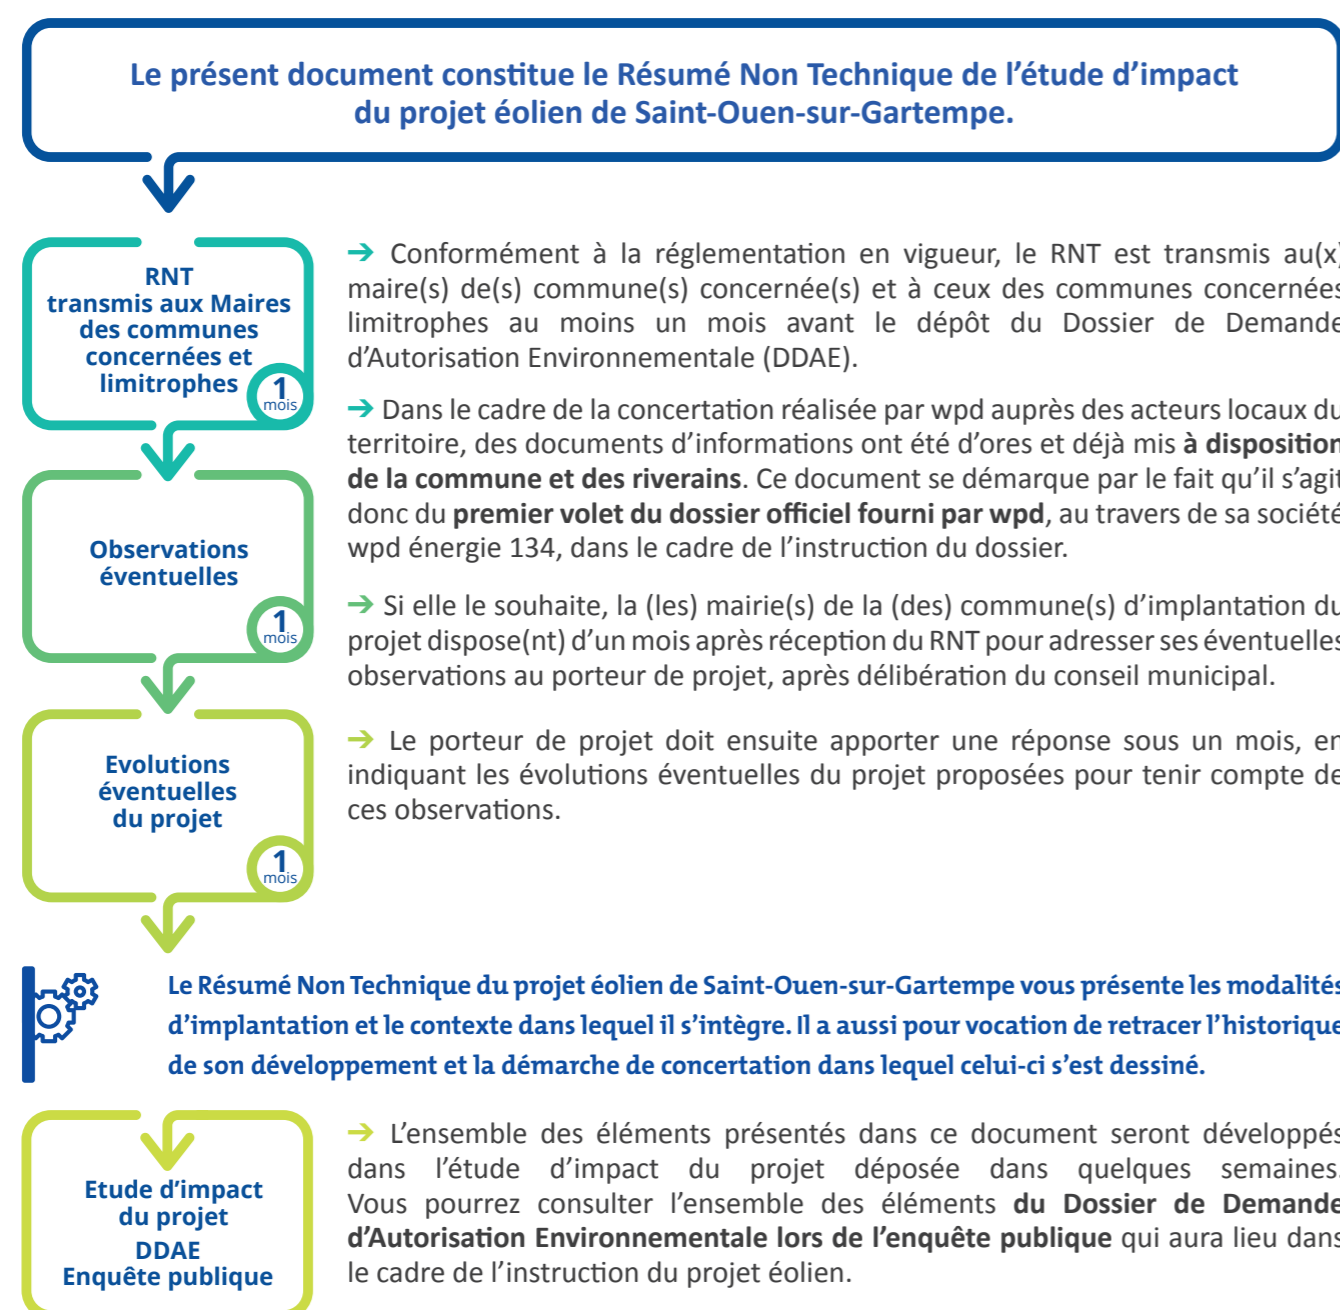 Le présent document constitue le Résumé Non Technique de l'étude d'impact
du projet éolien de Saint-Ouen-sur-Gartempe.
RNT
transmis aux Maires
des communes
concernées et
limitrophes
1
mois
➔ Conformément à la réglementation en vigueur, le RNT est transmis au(x)
maire(s) de(s) commune(s) concernée(s) et à ceux des communes concernées
limitrophes au moins un mois avant le dépôt du Dossier de Demande
d'Autorisation Environnementale (DDAE).
➔ Dans le cadre de la concertation réalisée par wpd auprès des acteurs locaux du
territoire, des documents d'informations ont été d'ores et déjà mis à disposition
de la commune et des riverains. Ce document se démarque par le fait qu'il s'agit
donc du premier volet du dossier officiel fourni par wpd, au travers de sa société
wpd énergie 134, dans le cadre de l'instruction du dossier.
Observations
éventuelles
1
mois
➔ Si elle le souhaite, la (les) mairie(s) de la (des) commune(s) d'implantation du
projet dispose(nt) d'un mois après réception du RNT pour adresser ses éventuelles
observations au porteur de projet, après délibération du conseil municipal.
Evolutions
éventuelles
du projet
1
mois
➔ Le porteur de projet doit ensuite apporter une réponse sous un mois, en
indiquant les évolutions éventuelles du projet proposées pour tenir compte de
ces observations.
Le Résumé Non Technique du projet éolien de Saint-Ouen-sur-Gartempe vous présente les modalités
d'implantation et le contexte dans lequel il s'intègre. Il a aussi pour vocation de retracer l'historique
de son développement et la démarche de concertation dans lequel celui-ci s'est dessiné.
Etude d'impact
du projet
DDAE
Enquête publique
➔ L'ensemble des éléments présentés dans ce document seront développés
dans l'étude d'impact du projet déposée dans quelques semaines.
Vous pourrez consulter l'ensemble des éléments du Dossier de Demande
d'Autorisation Environnementale lors de l'enquête publique qui aura lieu dans
le cadre de l'instruction du projet éolien.